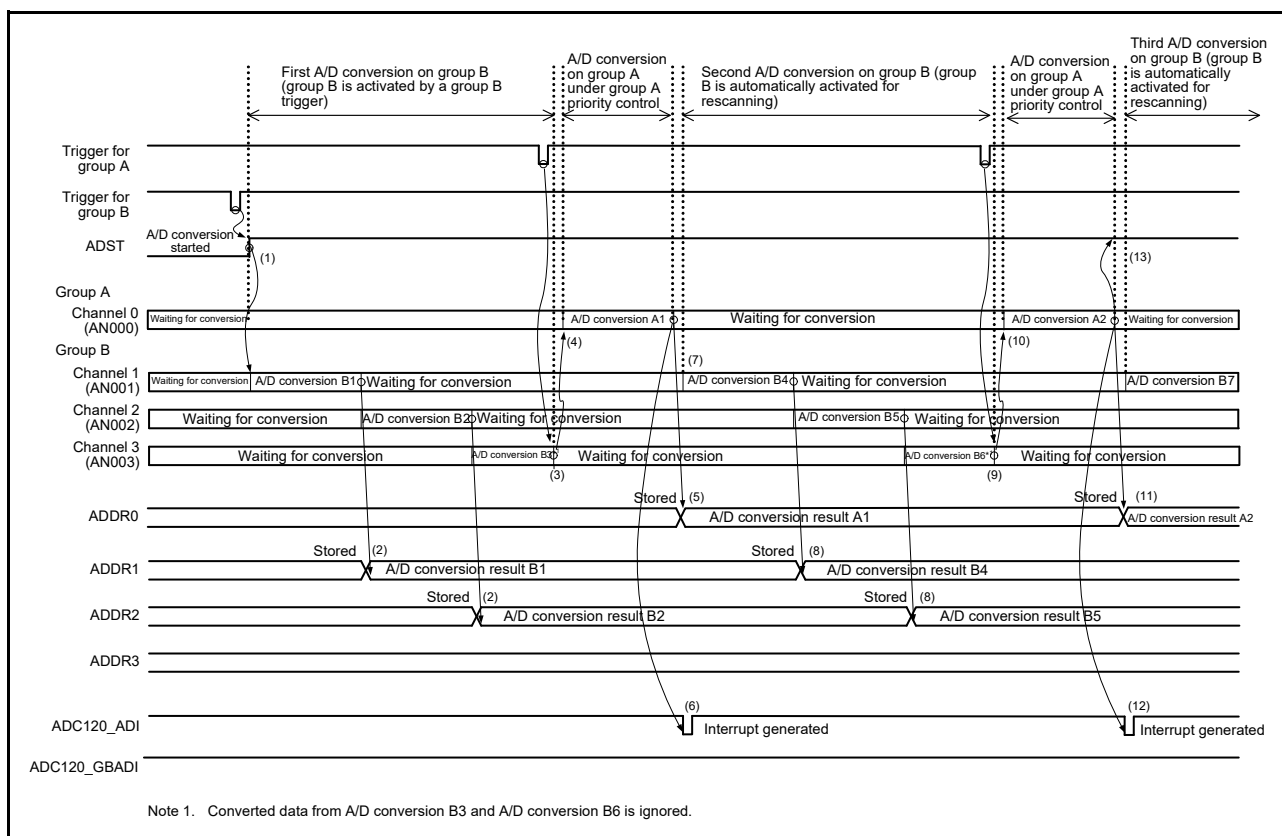 First A/D conversion on group B
(group B is activated by a group B
trigger)
A/D conversion
on group A
under group A
priority control
Second A/D conversion on group B (group
B is automatically activated for
rescanning)
A/D conversion
on group A
under group A
priority control
Third A/D conversion
on group B (group B
is automatically
activated for
rescanning)
Trigger for
group A
Trigger for
group B
ADST
A/D conversion
started
(1)
(13)
Group A
Channel 0
(AN000)
Waiting for conversion
A/D conversion A1
Waiting for conversion
A/D conversion A2
Waiting for conversion
(4)
(10)
Group B
(7)
Channel 1
(AN001)
Waiting for conversion
A/D conversion B1
Waiting for conversion
A/D conversion B4
Waiting for conversion
A/D conversion B7
Channel 2
(AN002)
Waiting for conversion
A/D conversion B2
Waiting for conversion
A/D conversion B5
Waiting for conversion
Channel 3
(AN003)
Waiting for conversion
A/D conversion B3
Waiting for conversion
A/D conversion B6*1
Waiting for conversion
(3)
(9)
ADDR0
Stored
(5)
A/D conversion result A1
Stored
(11)
A/D conversion result A2
ADDR1
Stored
(2)
A/D conversion result B1
Stored
(8)
A/D conversion result B4
ADDR2
Stored
(2)
A/D conversion result B2
Stored
(8)
A/D conversion result B5
ADDR3
ADC120_ADI
(6)
Interrupt generated
(12)
Interrupt generated
ADC120_GBADI
Note 1. Converted data from A/D conversion B3 and A/D conversion B6 is ignored.